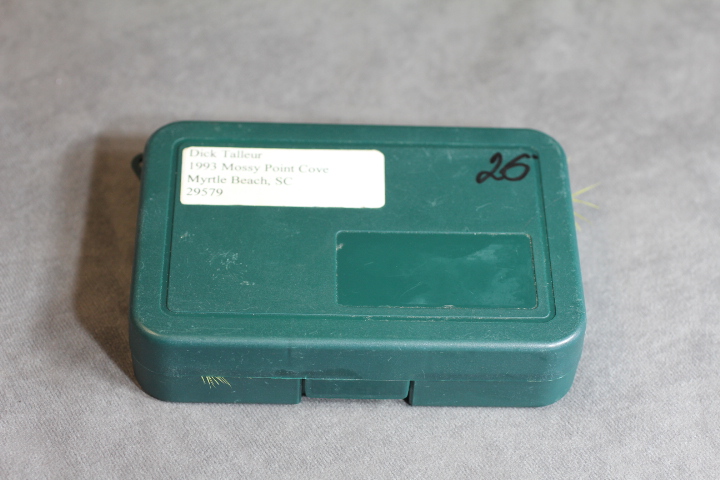 Dick Talleur
1993 Mossy Point Cove
Myrtle Beach, SC
29579
26